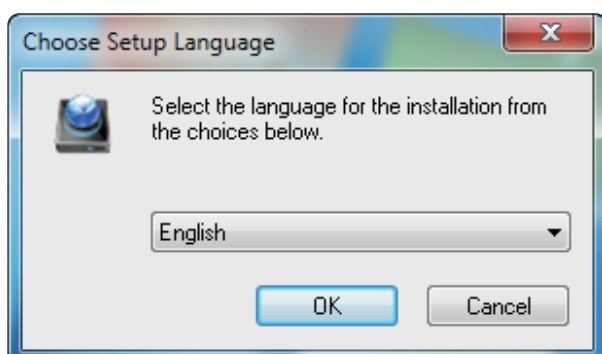 Choose Setup Language
Select the language for the installation from
the choices below.
English
OK
Cancel